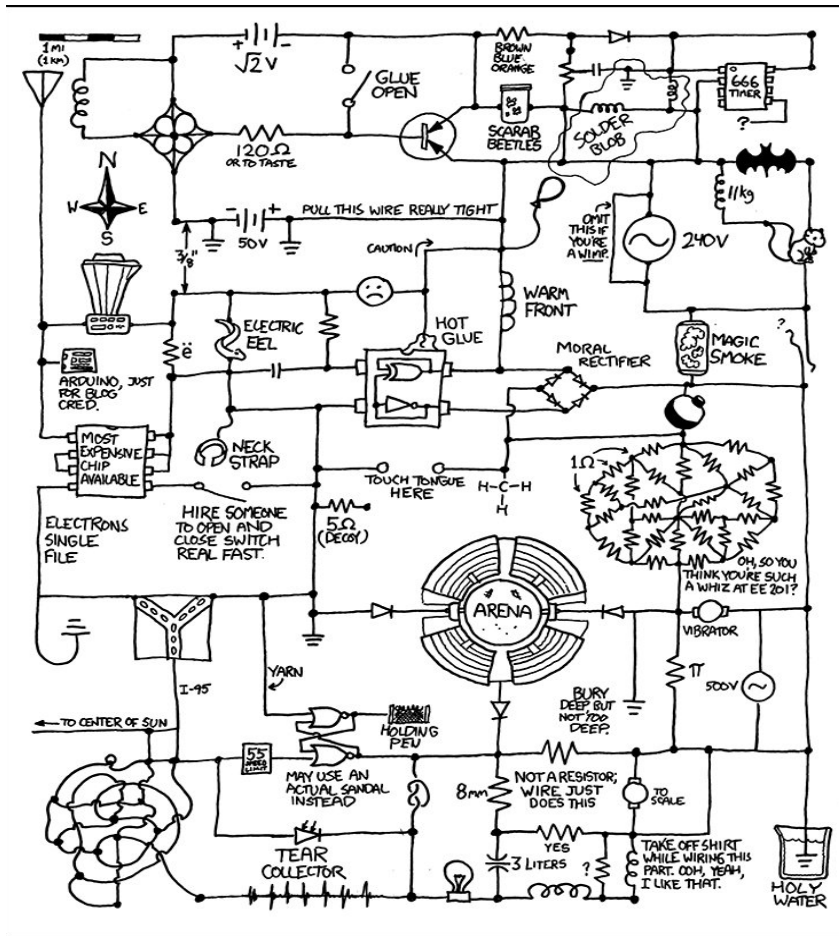 1MI
(1KM)
+ -
√2V
GLUE
OPEN
BROWN
BLUE
ORANGE
SCARAB
BEETLES
SOLDER
BLOB
666
TIMER
?
120Ω
OR TO TASTE
N
W E
S
- +
50V
PULL THIS WIRE REALLY TIGHT
3/8"
CAUTION
OMIT
THIS IF
YOU'RE
A WIMP.
240V
11kg
ë
ELECTRIC
EEL
HOT
GLUE
WARM
FRONT
MORAL
RECTIFIER
MAGIC
SMOKE
?
ARDUINO, JUST
FOR BLOG
CRED.
MOST
EXPENSIVE
CHIP
AVAILABLE
NECK
STRAP
HIRE SOMEONE
TO OPEN AND
CLOSE SWITCH
REAL FAST.
TOUCH TONGUE
HERE
H-C-H
H
5Ω
(DECOY)
1Ω
OH, SO YOU
THINK YOU'RE SUCH
A WHIZ AT EE 201?
ELECTRONS
SINGLE
FILE
ARENA
VIBRATOR
π
500V
BURY
DEEP, BUT
NOT TOO
DEEP.
I-95
YARN
TO CENTER OF SUN
HOLDING
PEN
55
SPEED
LIMIT
MAY USE AN
ACTUAL SANDAL
INSTEAD
8mm
NOT A RESISTOR;
WIRE JUST
DOES THIS
TO
SCALE
YES
3 LITERS
?
TAKE OFF SHIRT
WHILE WIRING THIS
PART. OOH, YEAH,
I LIKE THAT.
TEAR
COLLECTOR
HOLY
WATER